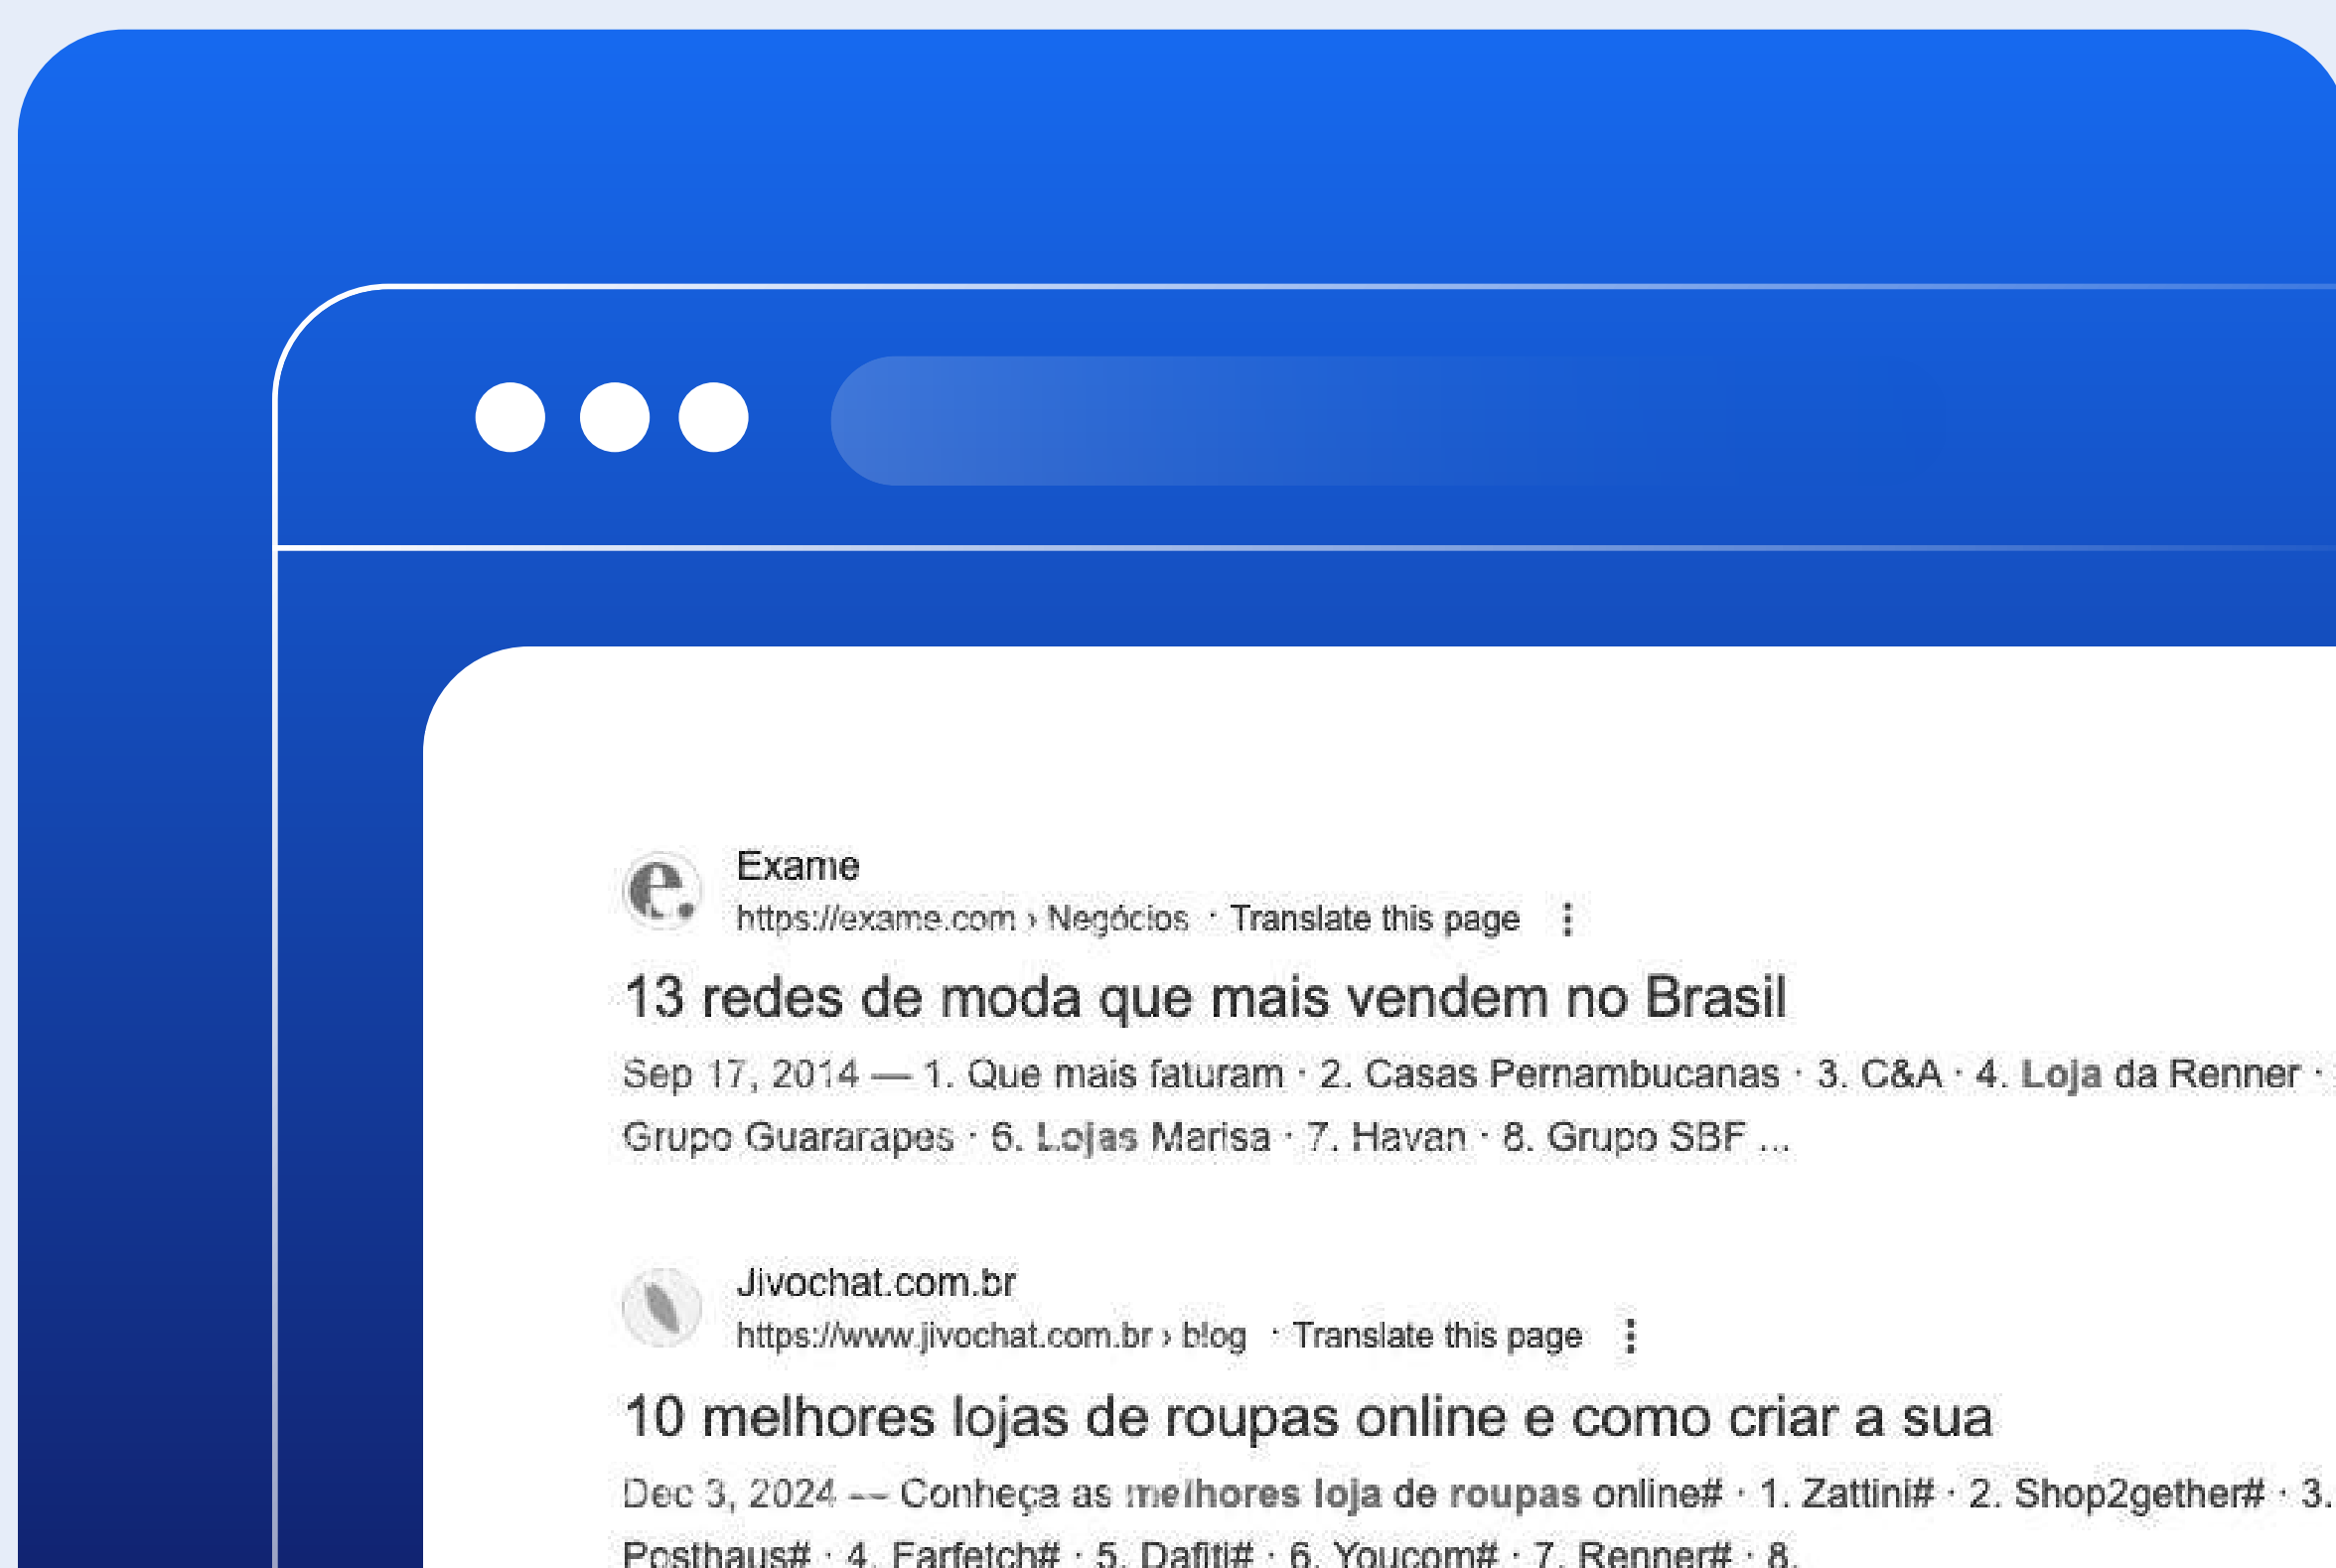 Exame
https://exame.com › Negócios · Translate this page
13 redes de moda que mais vendem no Brasil
Sep 17, 2014 — 1. Que mais faturam · 2. Casas Pernambucanas · 3. C&A · 4. Loja da Renner ·
Grupo Guararapes · 6. Lojas Marisa · 7. Havan · 8. Grupo SBF ...
Jivochat.com.br
https://www.jivochat.com.br › blog · Translate this page
10 melhores lojas de roupas online e como criar a sua
Dec 3, 2024 — Conheça as melhores loja de roupas online# · 1. Zattini# · 2. Shop2gether# · 3.
Posthaus# · 4. Farfetch# · 5. Dafiti# · 6. Youcom# · 7. Renner# · 8.